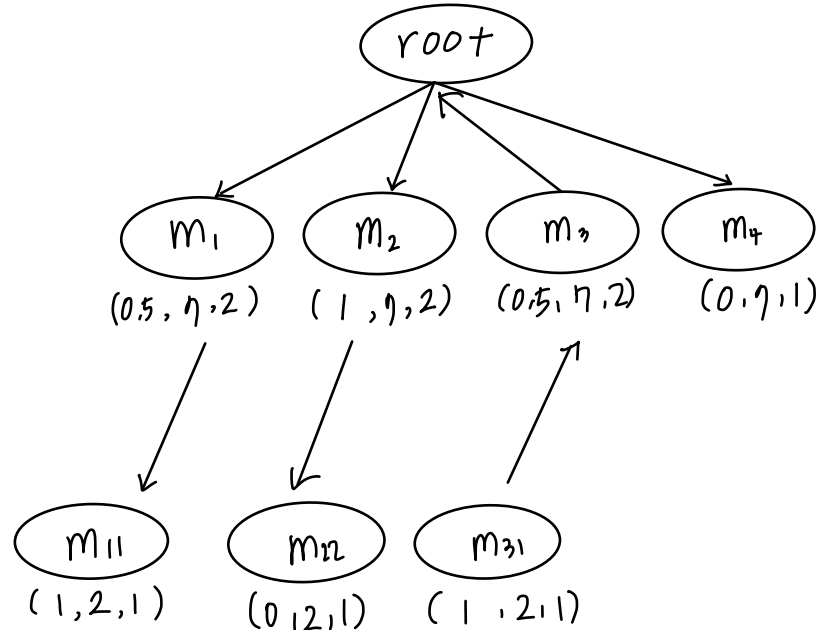 root
m1 m2 m3 m4
(0.5, 7, 2) (1, 7, 2) (0.5, 7, 2) (0, 7, 1)
m11 m22 m31
(1, 2, 1) (0, 2, 1) (1, 2, 1)